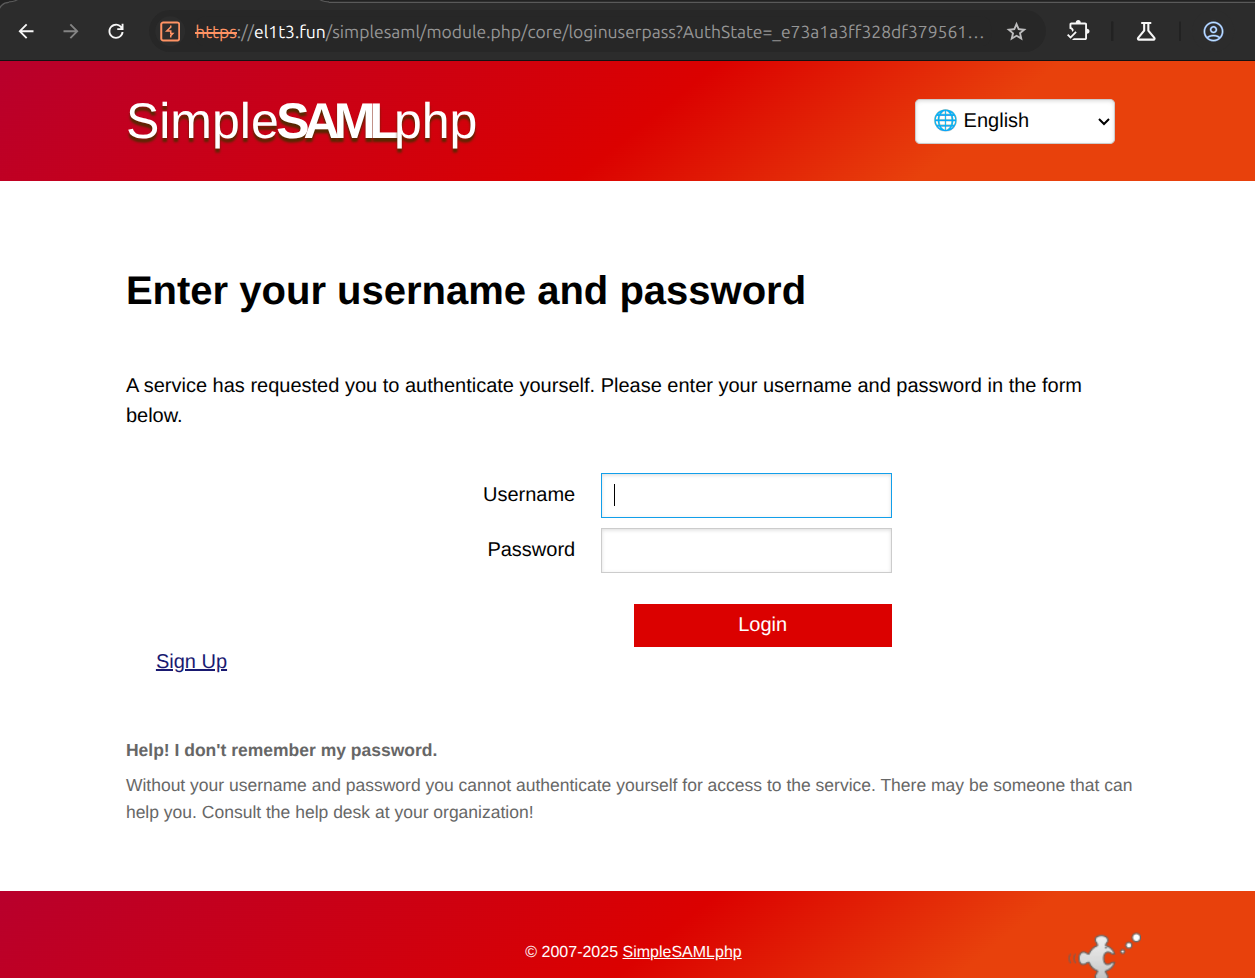 https://el1t3.fun/simplesaml/module.php/core/loginuserpass?AuthState=_e73a1a3ff328df379561…
SimpleSAMLphp
English
Enter your username and password
A service has requested you to authenticate yourself. Please enter your username and password in the form
below.
Username
Password
Login
Sign Up
Help! I don't remember my password.
Without your username and password you cannot authenticate yourself for access to the service. There may be someone that can
help you. Consult the help desk at your organization!
© 2007-2025 SimpleSAMLphp